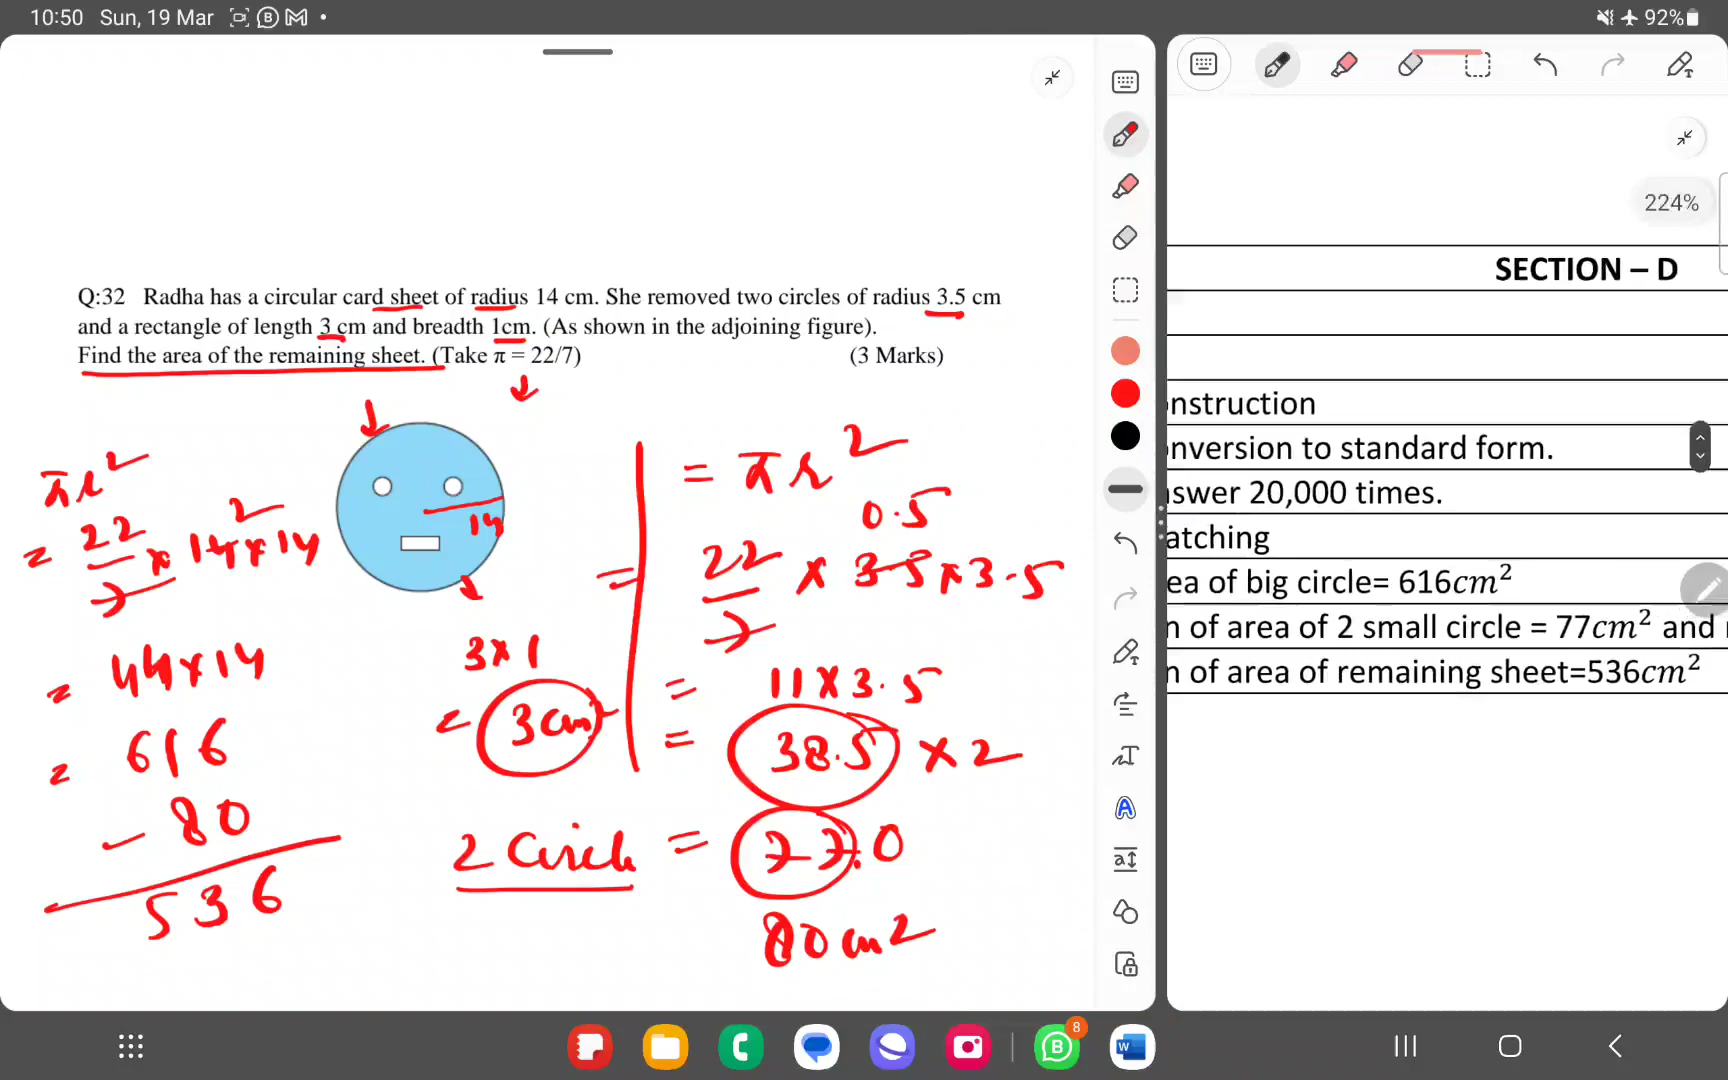 10:50 Sun, 19 Mar
92%
Q:32 Radha has a circular card sheet of radius 14 cm. She removed two circles of radius 3.5 cm
and a rectangle of length 3 cm and breadth 1cm. (As shown in the adjoining figure).
Find the area of the remaining sheet. (Take π = 22/7) (3 Marks)
πr²
= 22/7 × 14 × 14
2
= 44×14
= 616
- 80
536
14
3×1
= 3 cm²
= πr²
0.5
= 22/7 × 3.5 × 3.5
= 11×3.5
= 38.5 × 2
2 Circle = 77.0
80 cm²
224%
SECTION – D
nstruction
nversion to standard form.
swer 20,000 times.
atching
ea of big circle= 616cm²
n of area of 2 small circle = 77cm² and
n of area of remaining sheet=536cm²
8